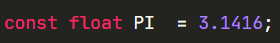 const float PI  = 3.1416;